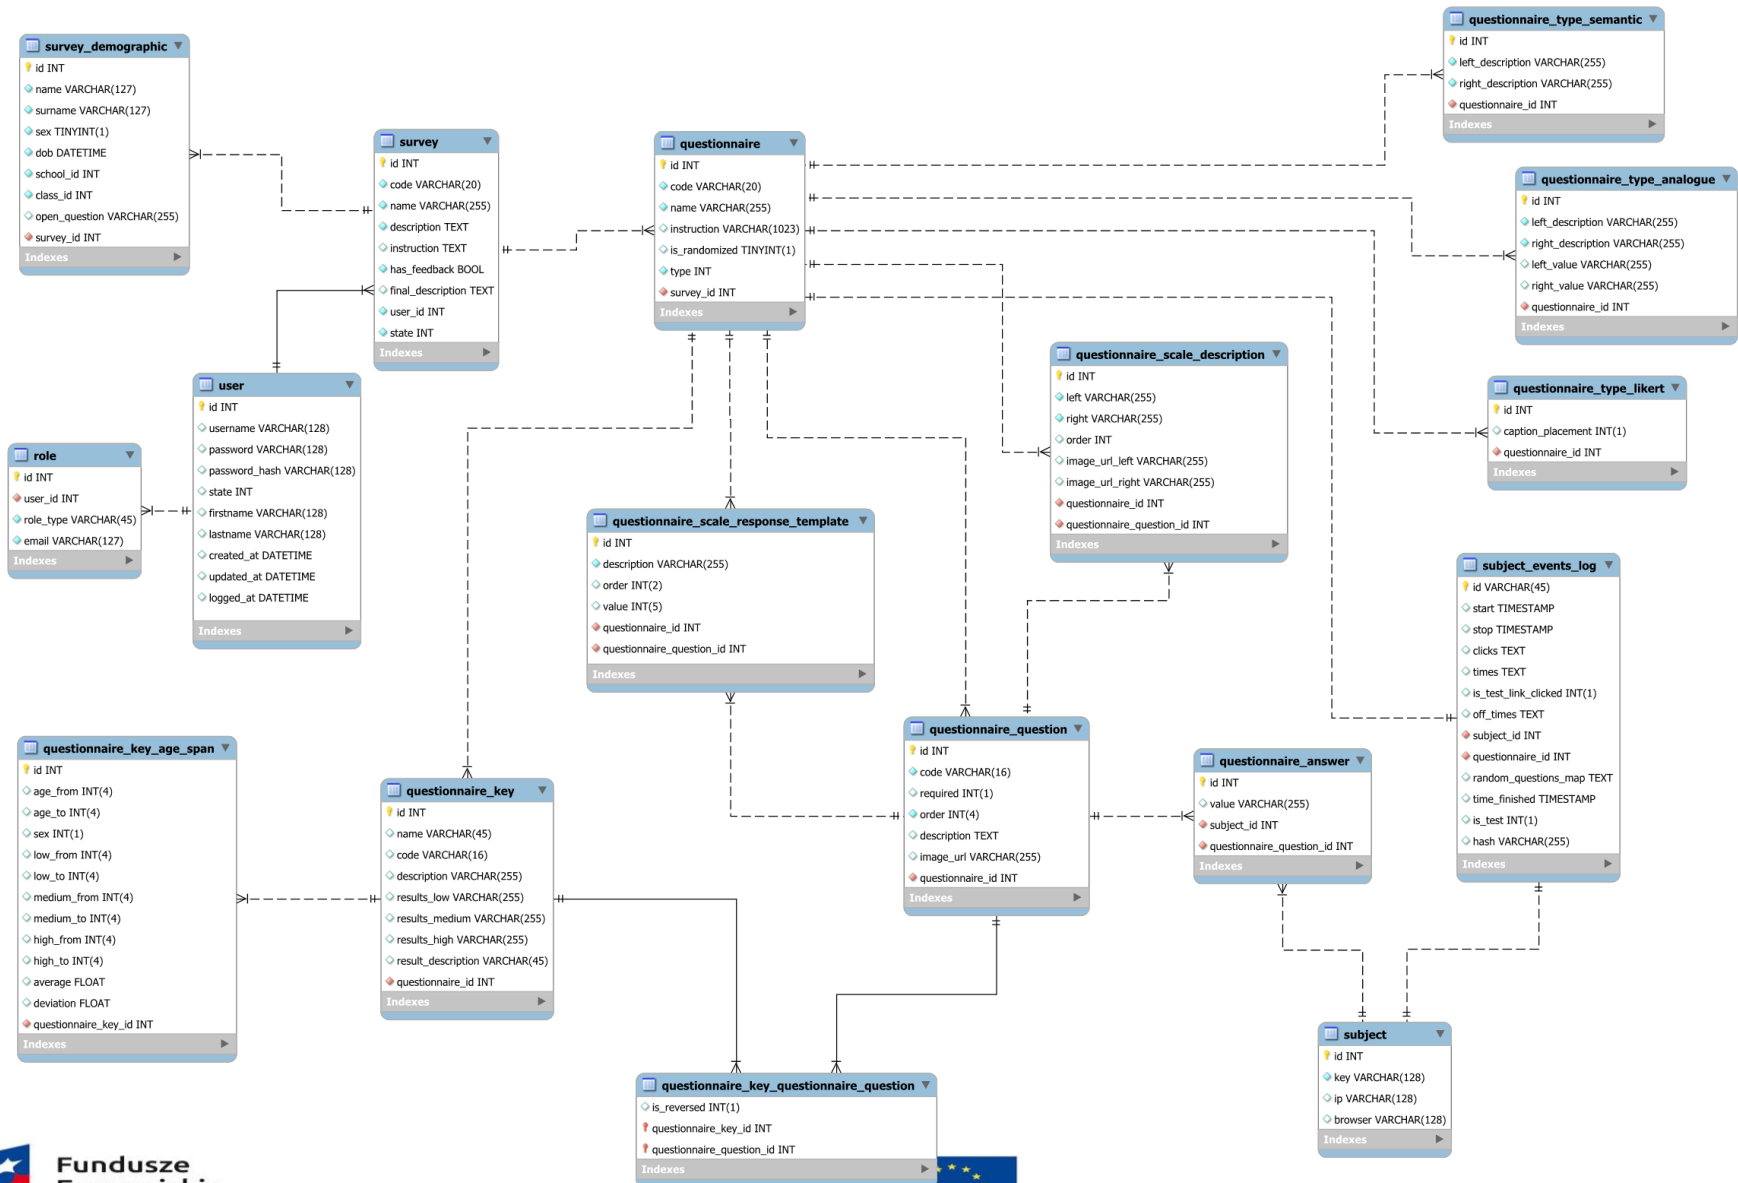 survey_demographic
id INT
name VARCHAR(127)
surname VARCHAR(127)
sex TINYINT(1)
dob DATETIME
school_id INT
class_id INT
open_question VARCHAR(255)
survey_id INT
Indexes
survey
id INT
code VARCHAR(20)
name VARCHAR(255)
description TEXT
instruction TEXT
has_feedback BOOL
final_description TEXT
user_id INT
state INT
Indexes
questionnaire
id INT
code VARCHAR(20)
name VARCHAR(255)
instruction VARCHAR(1023)
is_randomized TINYINT(1)
type INT
survey_id INT
Indexes
questionnaire_type_semantic
id INT
left_description VARCHAR(255)
right_description VARCHAR(255)
questionnaire_id INT
Indexes
questionnaire_type_analogue
id INT
left_description VARCHAR(255)
right_description VARCHAR(255)
left_value VARCHAR(255)
right_value VARCHAR(255)
questionnaire_id INT
Indexes
questionnaire_type_likert
id INT
caption_placement INT(1)
questionnaire_id INT
Indexes
questionnaire_scale_description
id INT
left VARCHAR(255)
right VARCHAR(255)
order INT
image_url_left VARCHAR(255)
image_url_right VARCHAR(255)
questionnaire_id INT
questionnaire_question_id INT
Indexes
user
id INT
username VARCHAR(128)
password VARCHAR(128)
password_hash VARCHAR(128)
state INT
firstname VARCHAR(128)
lastname VARCHAR(128)
created_at DATETIME
updated_at DATETIME
logged_at DATETIME
Indexes
role
id INT
user_id INT
role_type VARCHAR(45)
email VARCHAR(127)
Indexes
questionnaire_scale_response_template
id INT
description VARCHAR(255)
order INT(2)
value INT(5)
questionnaire_id INT
questionnaire_question_id INT
Indexes
subject_events_log
id VARCHAR(45)
start TIMESTAMP
stop TIMESTAMP
clicks TEXT
times TEXT
is_test_link_clicked INT(1)
off_times TEXT
subject_id INT
questionnaire_id INT
random_questions_map TEXT
time_finished TIMESTAMP
is_test INT(1)
hash VARCHAR(255)
Indexes
questionnaire_key_age_span
id INT
age_from INT(4)
age_to INT(4)
sex INT(1)
low_from INT(4)
low_to INT(4)
medium_from INT(4)
medium_to INT(4)
high_from INT(4)
high_to INT(4)
average FLOAT
deviation FLOAT
questionnaire_key_id INT
Indexes
questionnaire_key
id INT
name VARCHAR(45)
code VARCHAR(16)
description VARCHAR(255)
results_low VARCHAR(255)
results_medium VARCHAR(255)
results_high VARCHAR(255)
result_description VARCHAR(45)
questionnaire_id INT
Indexes
questionnaire_question
id INT
code VARCHAR(16)
required INT(1)
order INT(4)
description TEXT
image_url VARCHAR(255)
questionnaire_id INT
Indexes
questionnaire_answer
id INT
value VARCHAR(255)
subject_id INT
questionnaire_question_id INT
Indexes
subject
id INT
key VARCHAR(128)
ip VARCHAR(128)
browser VARCHAR(128)
Indexes
questionnaire_key_questionnaire_question
is_reversed INT(1)
questionnaire_key_id INT
questionnaire_question_id INT
Indexes
Fundusze